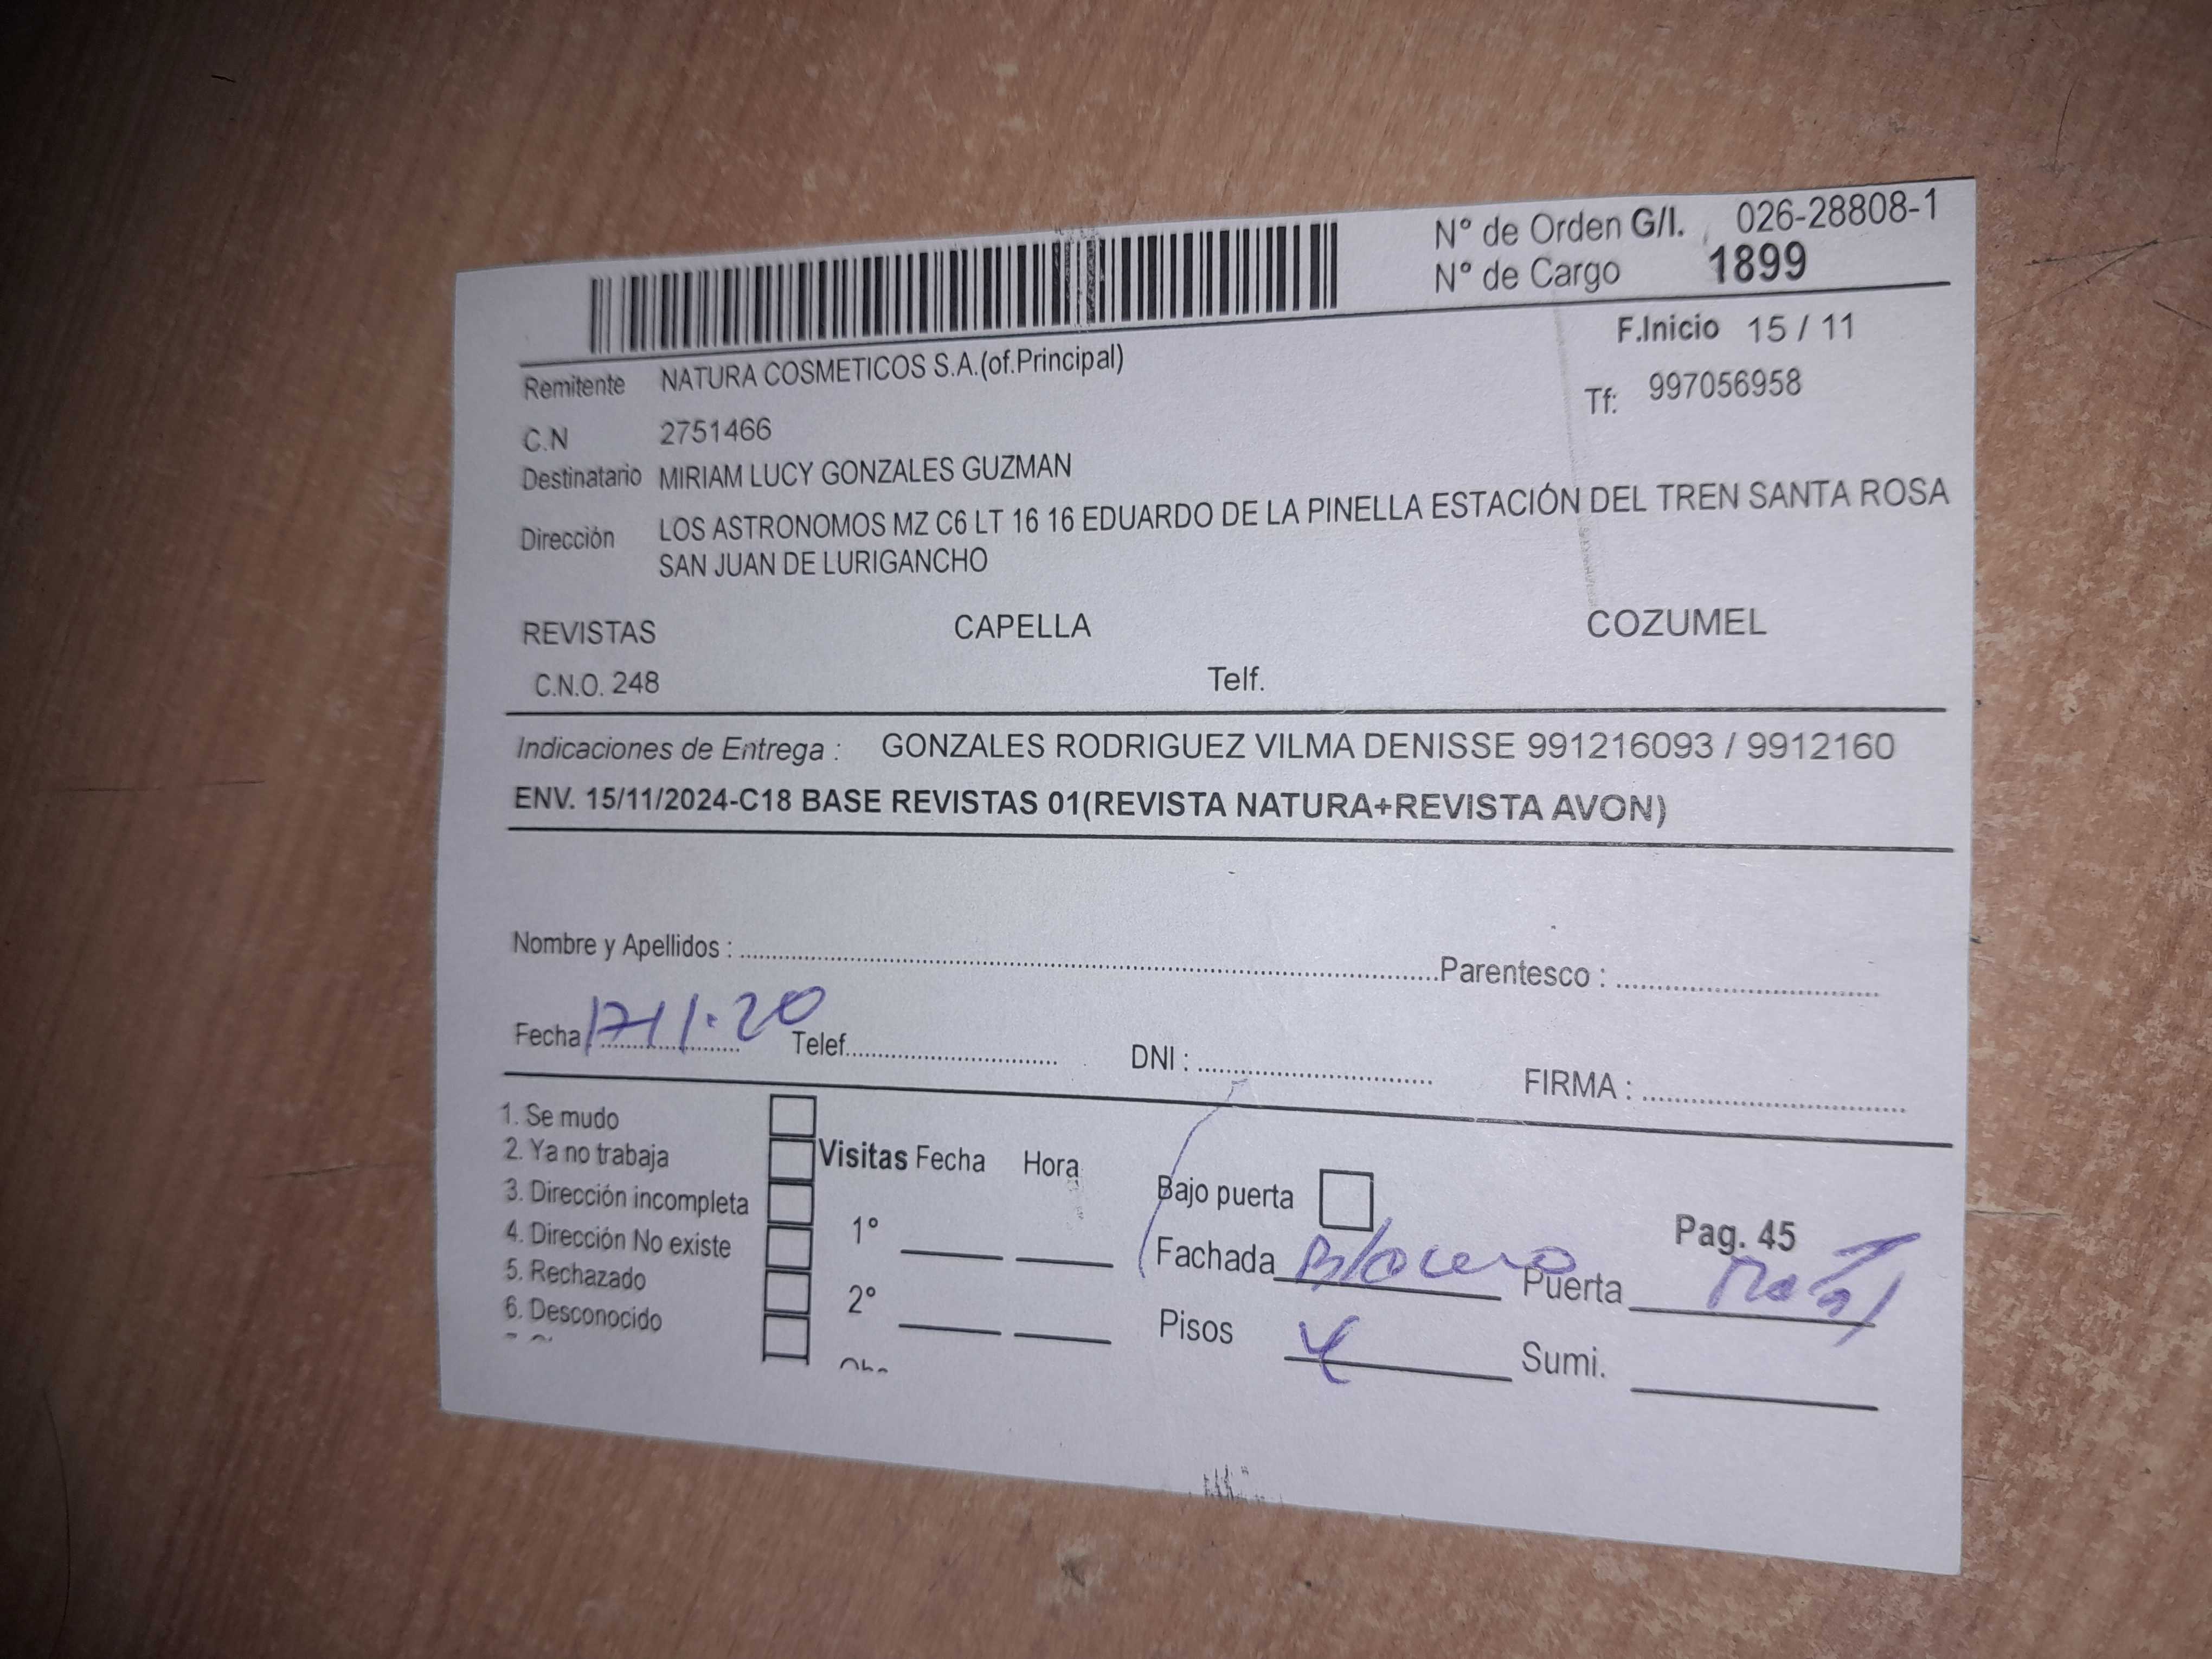 N° de Orden G/I. 026-28808-1
N° de Cargo 1899
F.Inicio 15 / 11
Remitente NATURA COSMETICOS S.A.(of.Principal)
Tf: 997056958
C.N 2751466
Destinatario MIRIAM LUCY GONZALES GUZMAN
Dirección LOS ASTRONOMOS MZ C6 LT 16 16 EDUARDO DE LA PINELLA ESTACIÓN DEL TREN SANTA ROSA
SAN JUAN DE LURIGANCHO
REVISTAS CAPELLA COZUMEL
C.N.O. 248 Telf.
Indicaciones de Entrega : GONZALES RODRIGUEZ VILMA DENISSE 991216093 / 9912160
ENV. 15/11/2024-C18 BASE REVISTAS 01(REVISTA NATURA+REVISTA AVON)
Nombre y Apellidos : Parentesco :
Fecha Telef. DNI : FIRMA :
1. Se mudo
2. Ya no trabaja
3. Dirección incompleta
4. Dirección No existe
5. Rechazado
6. Desconocido
Visitas Fecha Hora
1°
2°
Bajo puerta
Pag. 45
Fachada Puerta
Pisos 4 Sumi.